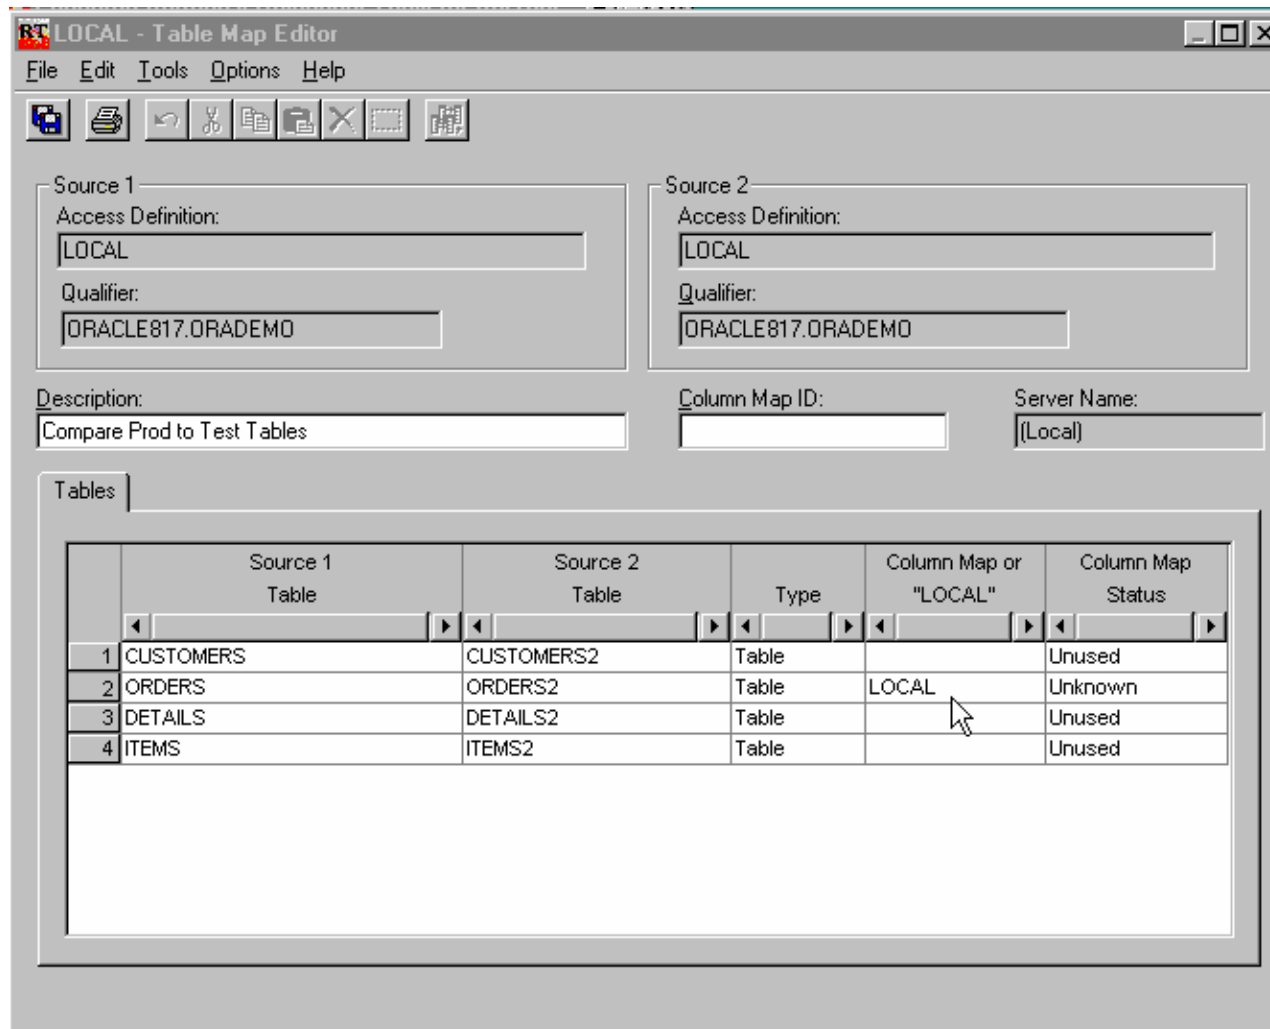 RT LOCAL - Table Map Editor
File Edit Tools Options Help
Source 1
Access Definition:
LOCAL
Qualifier:
ORACLE817.ORADEMO
Source 2
Access Definition:
LOCAL
Qualifier:
ORACLE817.ORADEMO
Description:
Compare Prod to Test Tables
Column Map ID:
Server Name:
(Local)
Tables
Source 1 Table
Source 2 Table
Type
Column Map or "LOCAL"
Column Map Status
1 CUSTOMERS CUSTOMERS2 Table Unused
2 ORDERS ORDERS2 Table LOCAL Unknown
3 DETAILS DETAILS2 Table Unused
4 ITEMS ITEMS2 Table Unused